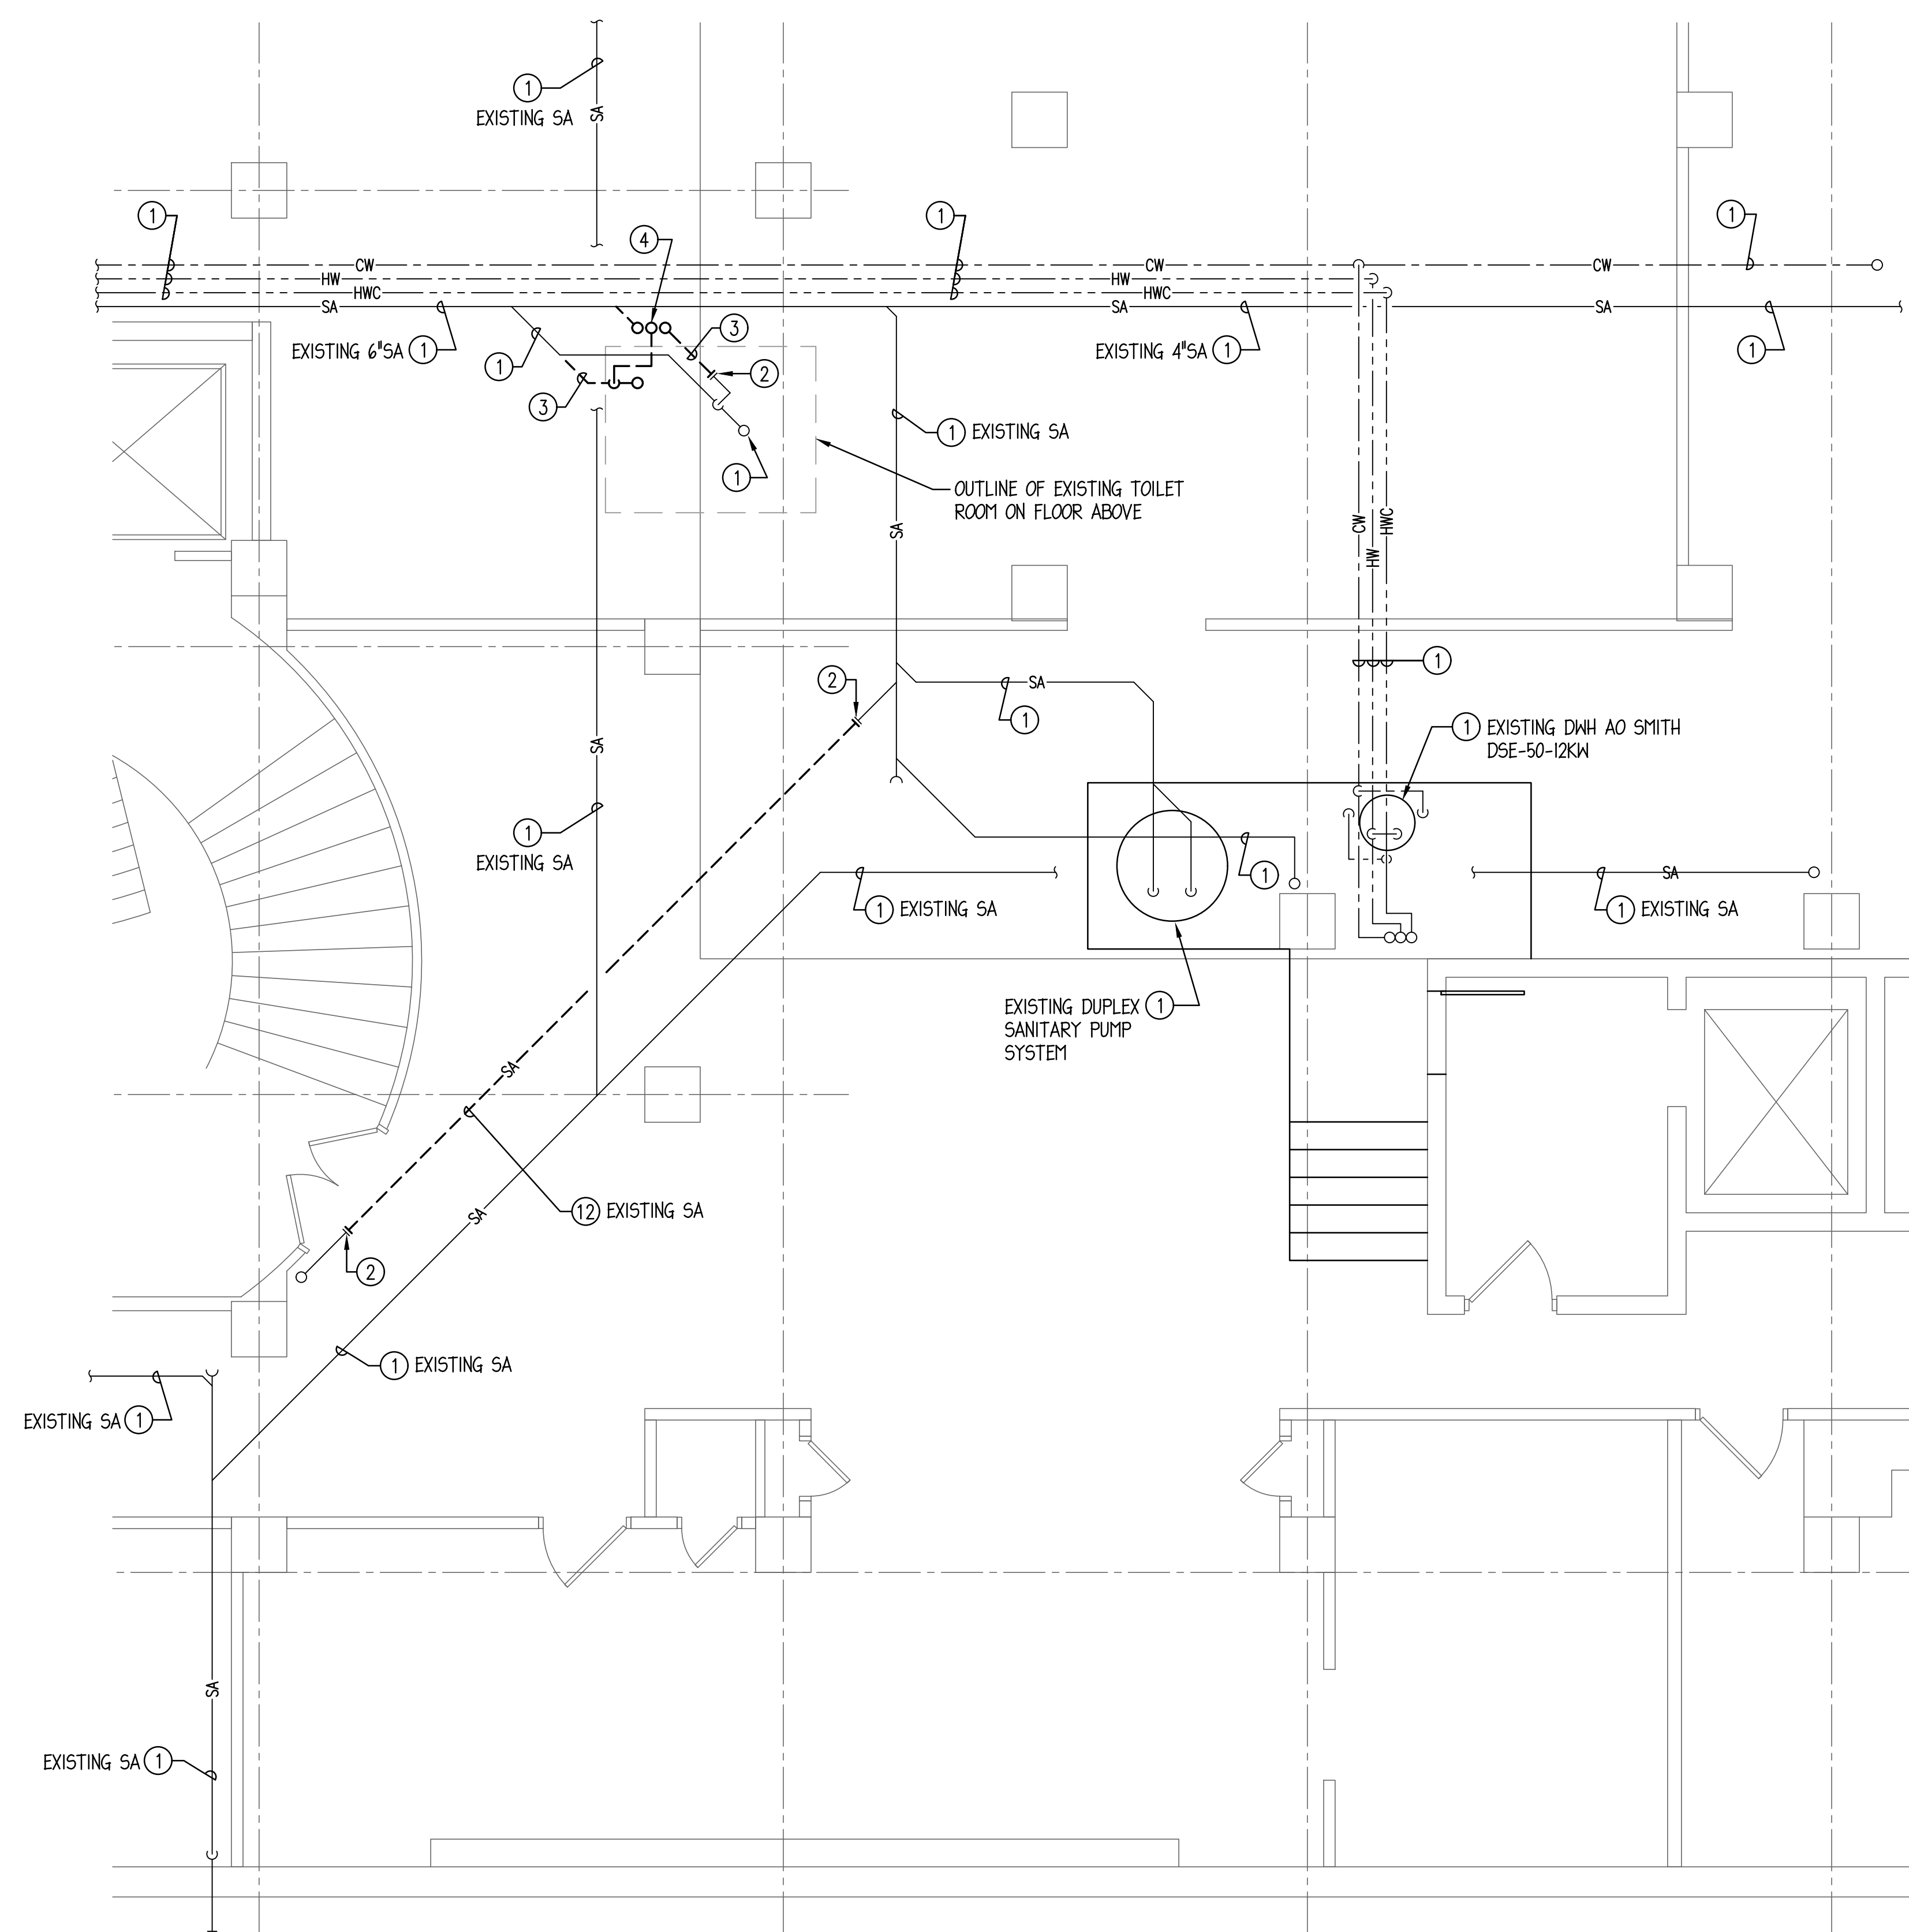 1
EXISTING SA
SA
1
4
1
1
CW
CW
CW
HW
HW
HWC
HWC
SA
SA
SA
3
EXISTING 6"SA 1
1
EXISTING 4"SA 1
1
2
3
1 EXISTING SA
1
OUTLINE OF EXISTING TOILET
ROOM ON FLOOR ABOVE
SA
CW
HWC
HW
1
2
SA
1
1 EXISTING DWH AO SMITH
DSE-50-12KW
SA
1
EXISTING SA
1
SA
1 EXISTING SA
1 EXISTING SA
EXISTING DUPLEX 1
SANITARY PUMP
SYSTEM
SA
12 EXISTING SA
SA
2
1 EXISTING SA
EXISTING SA 1
SA
EXISTING SA 1